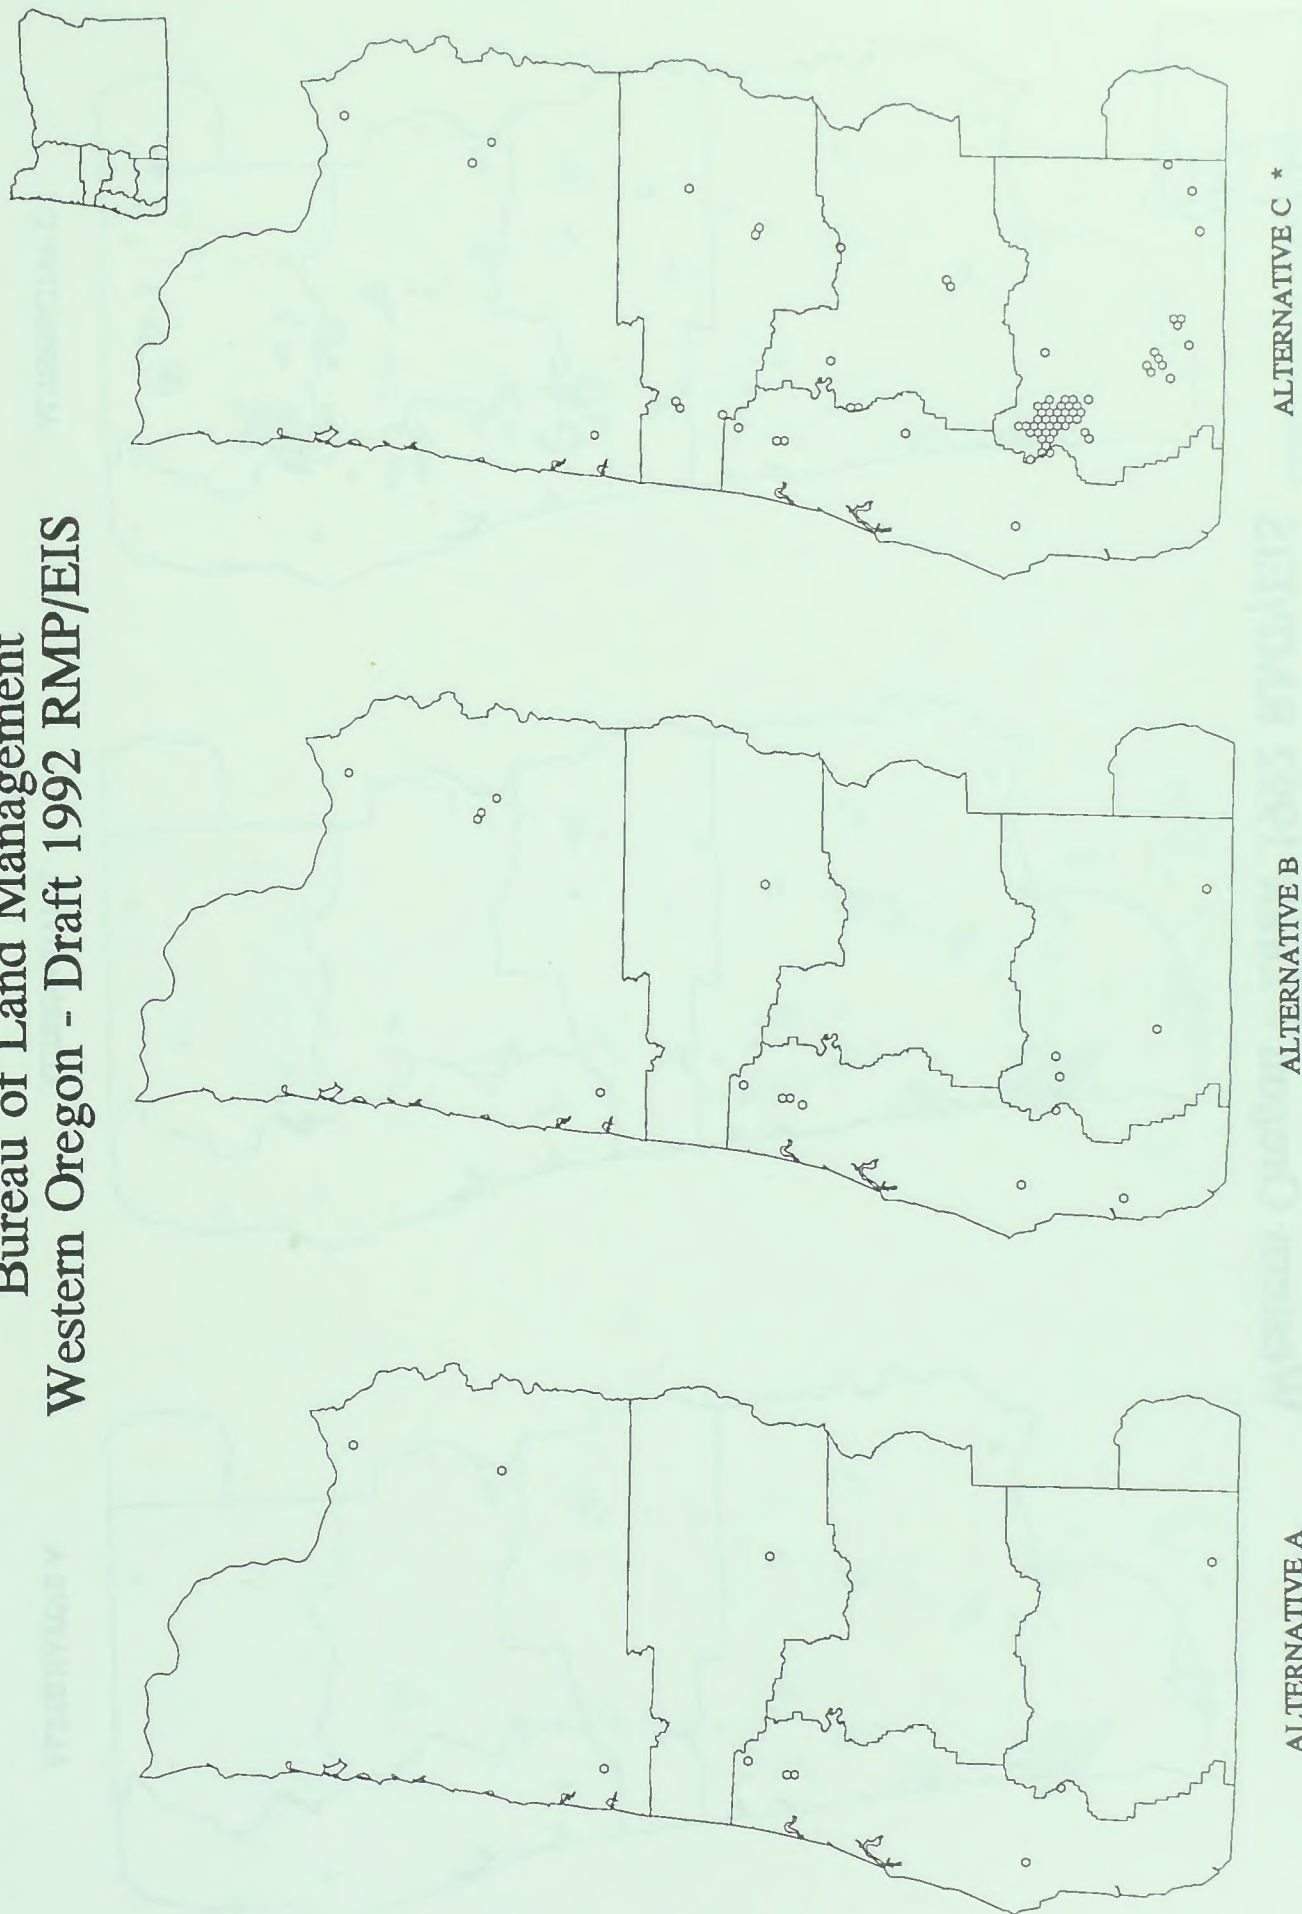 Bureau of Land Management
Western Oregon - Draft 1992 RMP/EIS
ALTERNATIVE A
ALTERNATIVE B
ALTERNATIVE C *